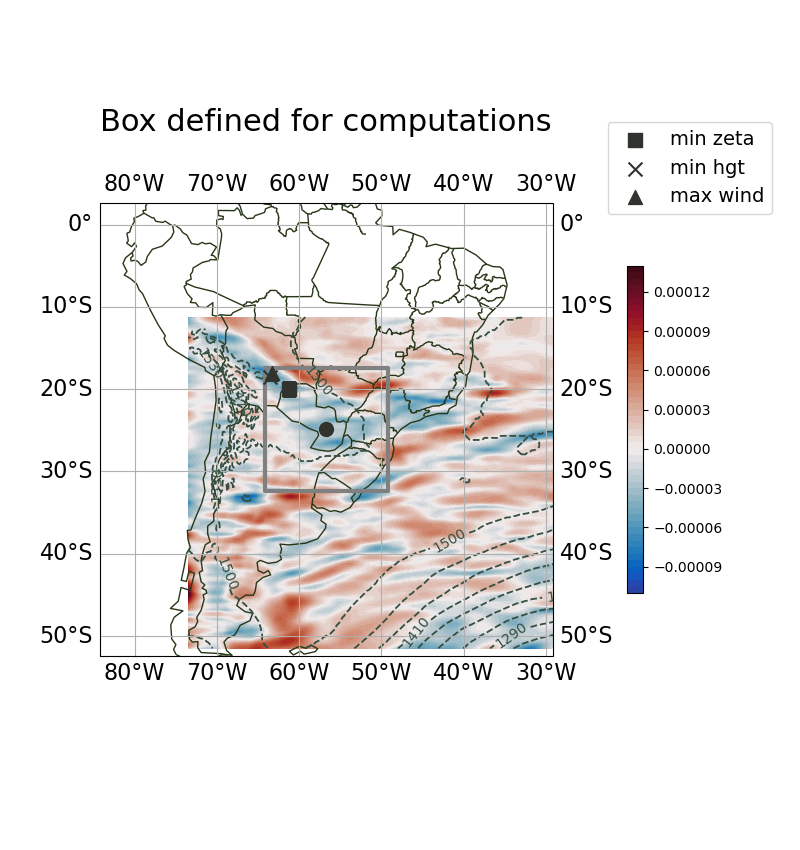 Box defined for computations
min zeta
min hgt
max wind
80°W 70°W 60°W 50°W 40°W 30°W
0° 0°
10°S 10°S
20°S 20°S
30°S 30°S
40°S 40°S
50°S 50°S
80°W 70°W 60°W 50°W 40°W 30°W
1500
1500
1410
1290
0.00012
0.00009
0.00006
0.00003
0.00000
−0.00003
−0.00006
−0.00009